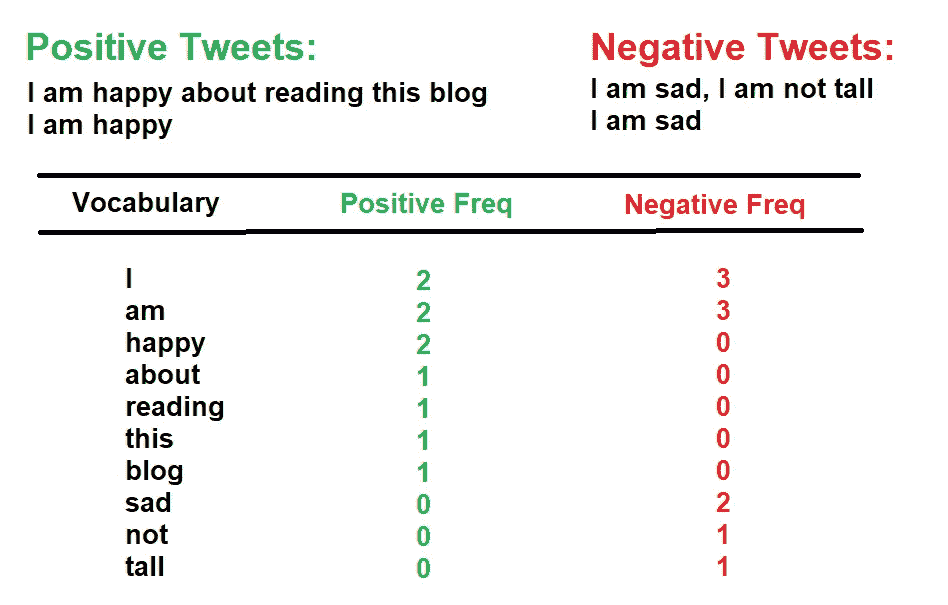 Positive Tweets:
I am happy about reading this blog
I am happy
Negative Tweets:
I am sad, I am not tall
I am sad
Vocabulary Positive Freq Negative Freq
I 2 3
am 2 3
happy 2 0
about 1 0
reading 1 0
this 1 0
blog 1 0
sad 0 2
not 0 1
tall 0 1